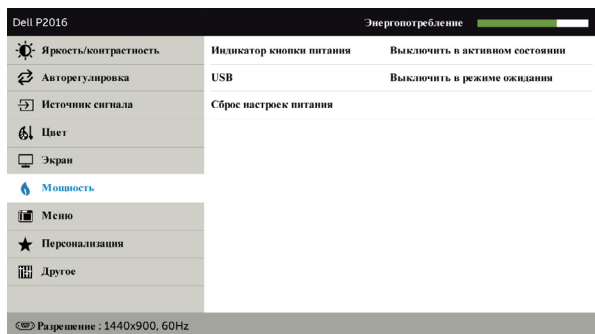 Dell P2016 Энергопотребление
Яркость/контрастность Индикатор кнопки питания Выключить в активном состоянии
Авторегулировка USB Выключить в режиме ожидания
Источник сигнала Сброс настроек питания
Цвет
Экран
Мощность
Меню
Персонализация
Другое
Разрешение : 1440x900, 60Hz